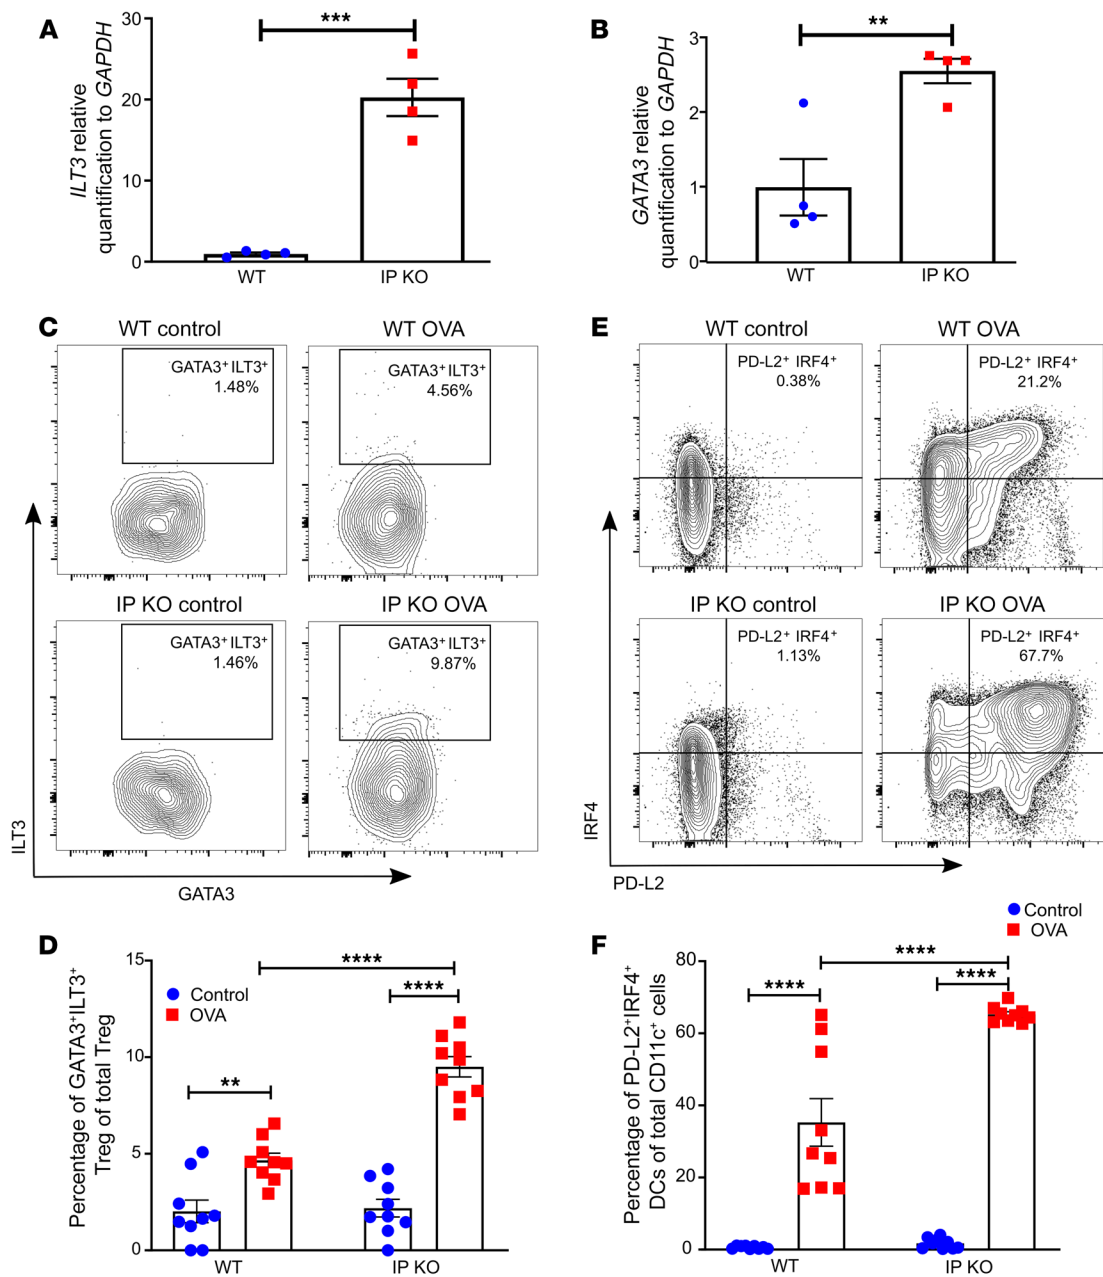 A
ILT3 relative
quantification to GAPDH
30
20
10
0
***
WT
IP KO
B
GATA3 relative
quantification to GAPDH
3
2
1
0
**
WT
IP KO
C
WT control
GATA3⁺ILT3⁺
1.48%
WT OVA
GATA3⁺ILT3⁺
4.56%
IP KO control
GATA3⁺ILT3⁺
1.46%
IP KO OVA
GATA3⁺ILT3⁺
9.87%
ILT3
GATA3
E
WT control
PD-L2⁺ IRF4⁺
0.38%
WT OVA
PD-L2⁺ IRF4⁺
21.2%
IP KO control
PD-L2⁺ IRF4⁺
1.13%
IP KO OVA
PD-L2⁺ IRF4⁺
67.7%
IRF4
PD-L2
D
Percentage of GATA3⁺ILT3⁺
Treg of total Treg
15
10
5
0
Control
OVA
**
****
****
WT
IP KO
F
Control
OVA
Percentage of PD-L2⁺IRF4⁺
DCs of total CD11c⁺ cells
80
60
40
20
0
****
****
****
WT
IP KO